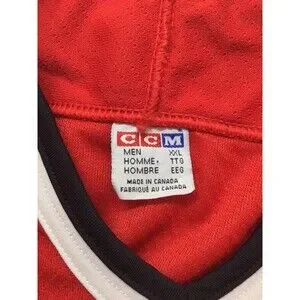 CCM
MEN XXL
HOMME, TTG
HOMBRE EEG
MADE IN CANADA
FABRIQUÉ AU CANADA